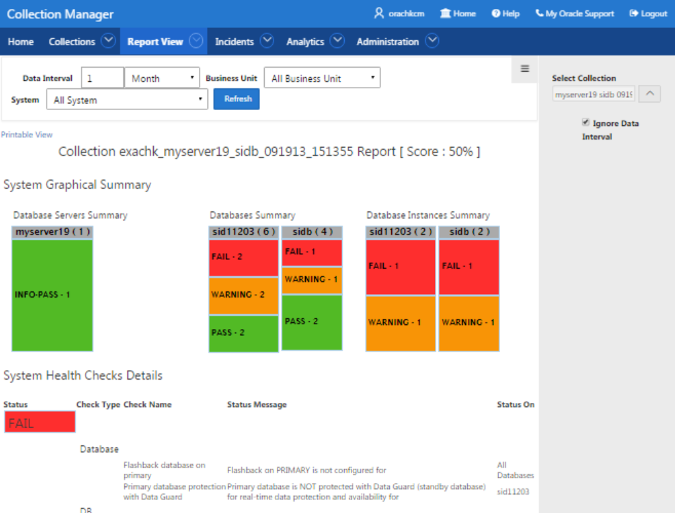 Collection Manager
orachkcm Home Help My Oracle Support Logout
Home Collections Report View Incidents Analytics Administration
Data Interval 1 Month Business Unit All Business Unit
System All System Refresh
Select Collection
myserver19 sidb 0919
Ignore Data
Interval
Printable View
Collection exachk_myserver19_sidb_091913_151355 Report [ Score : 50% ]
System Graphical Summary
Database Servers Summary
myserver19 ( 1 )
INFO-PASS - 1
Databases Summary
sid11203 ( 6 ) sidb ( 4 )
FAIL - 2 FAIL - 1
WARNING - 2 WARNING - 1
PASS - 2 PASS - 2
Database Instances Summary
sid11203 ( 2 ) sidb ( 2 )
FAIL - 1 FAIL - 1
WARNING - 1 WARNING - 1
System Health Checks Details
Status Check Type Check Name Status Message Status On
FAIL
Database
Flashback database on
primary
Flashback on PRIMARY is not configured for
All
Databases
Primary database protection
with Data Guard
Primary database is NOT protected with Data Guard (standby database)
for real-time data protection and availability for
sid11203
DB